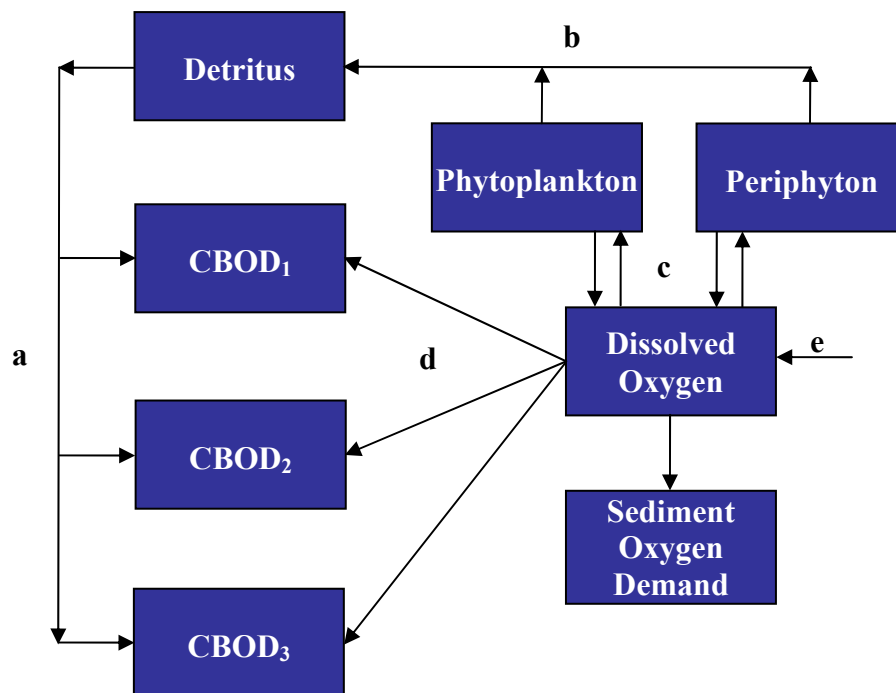 b
Detritus
Phytoplankton
Periphyton
CBOD₁
c
a
d
Dissolved
Oxygen
e
CBOD₂
Sediment
Oxygen
Demand
CBOD₃